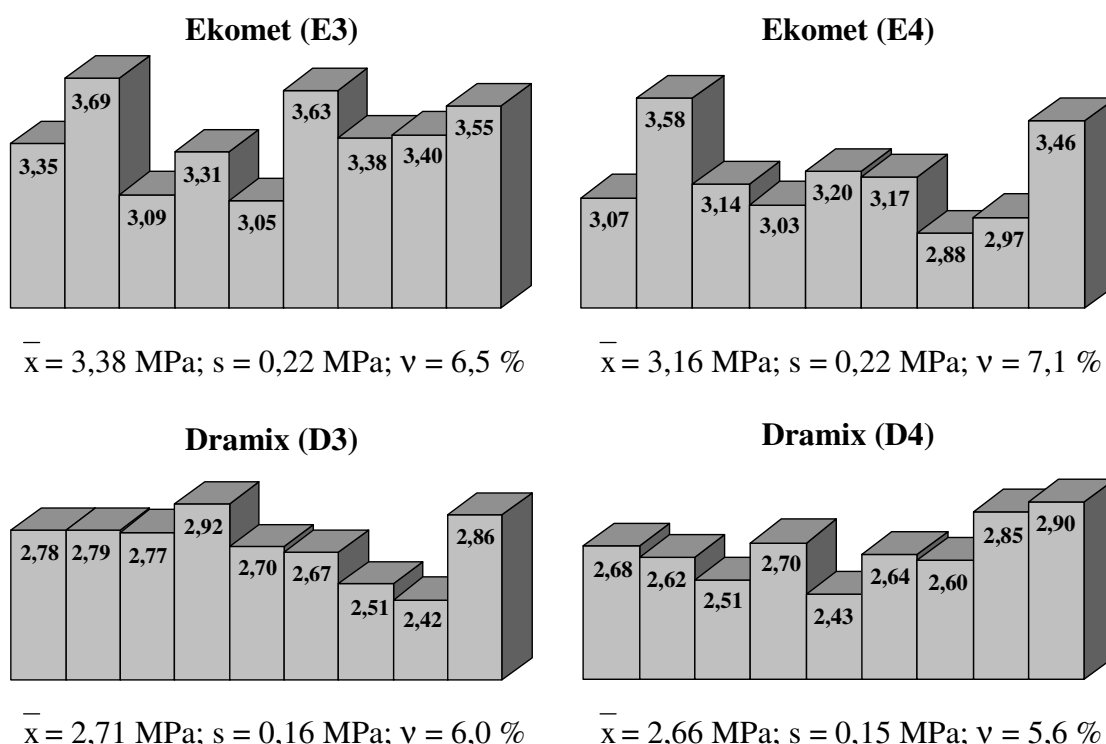 Ekomet (E3)
3,35 3,69 3,09 3,31 3,05 3,63 3,38 3,40 3,55
x = 3,38 MPa; s = 0,22 MPa; ν = 6,5 %
Ekomet (E4)
3,07 3,58 3,14 3,03 3,20 3,17 2,88 2,97 3,46
x = 3,16 MPa; s = 0,22 MPa; ν = 7,1 %
Dramix (D3)
2,78 2,79 2,77 2,92 2,70 2,67 2,51 2,42 2,86
x = 2,71 MPa; s = 0,16 MPa; ν = 6,0 %
Dramix (D4)
2,68 2,62 2,51 2,70 2,43 2,64 2,60 2,85 2,90
x = 2,66 MPa; s = 0,15 MPa; ν = 5,6 %